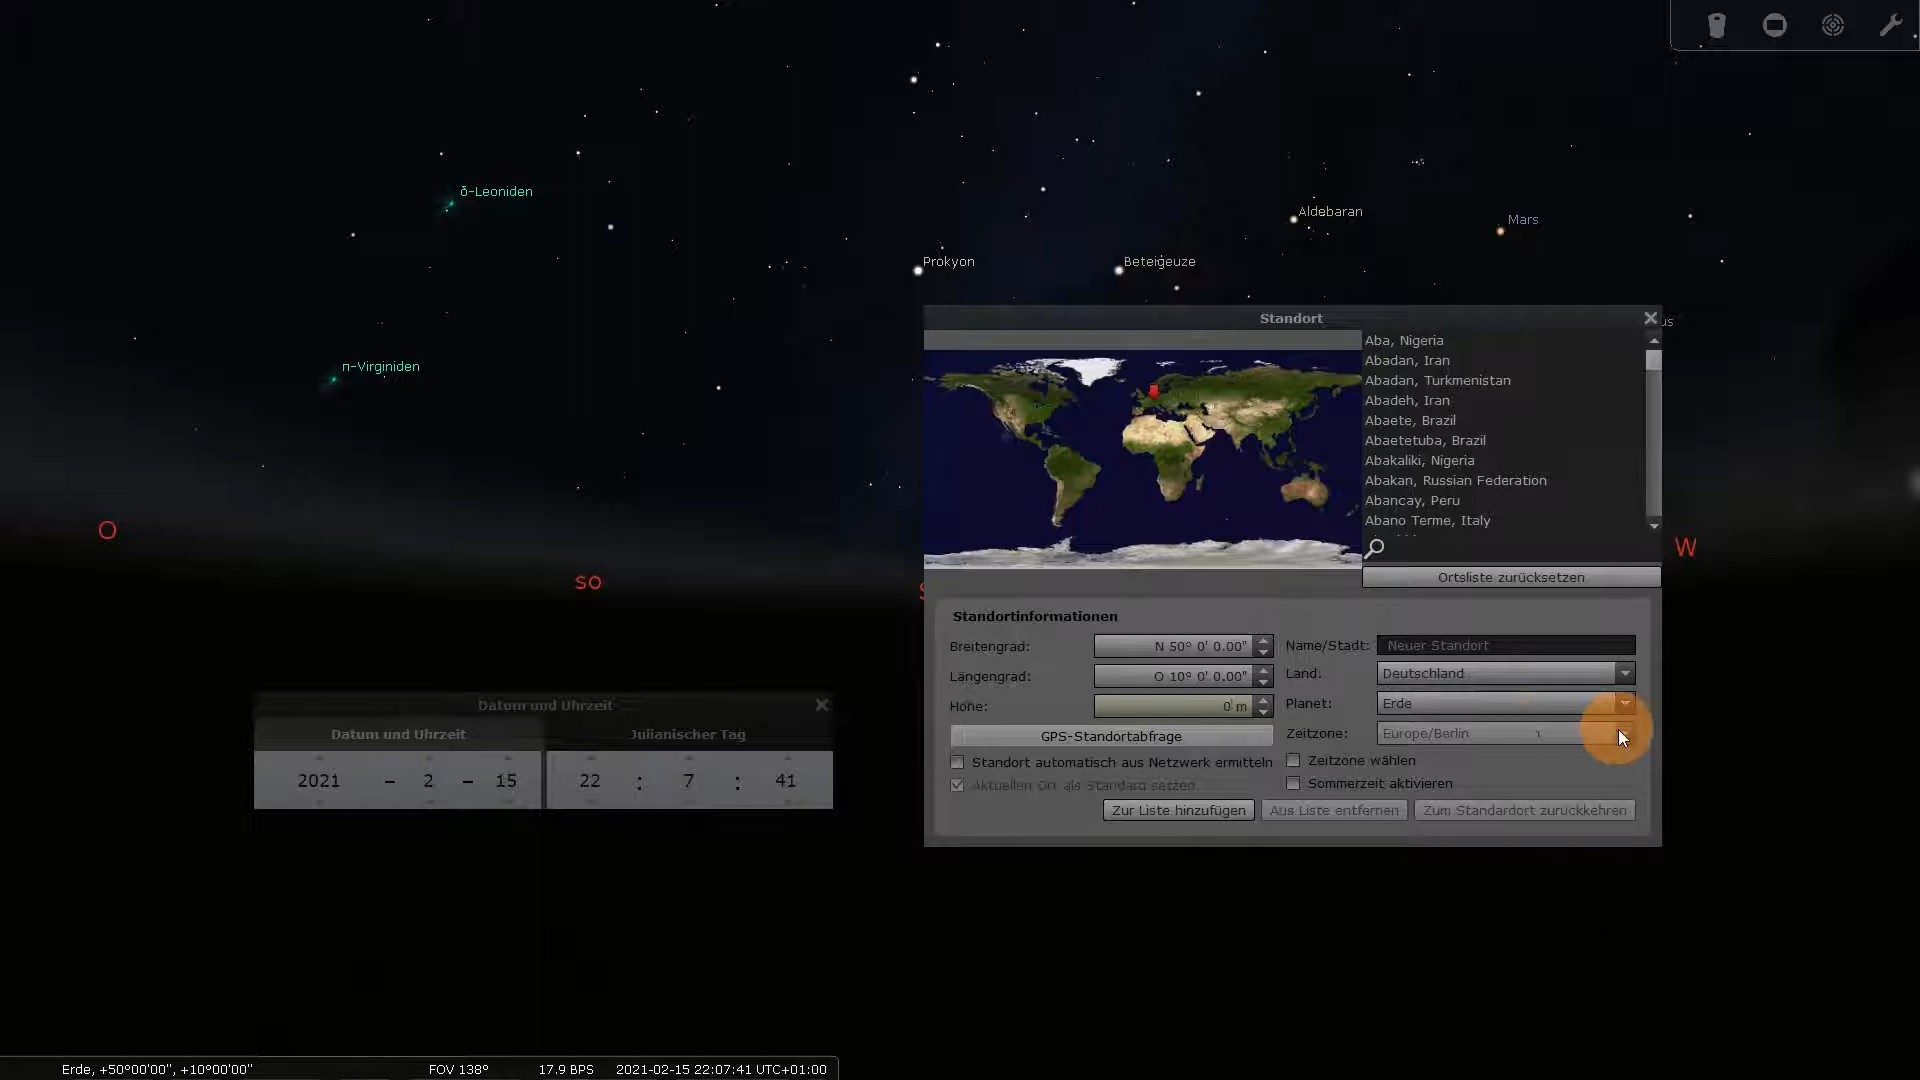 ð-Leoniden
Aldebaran
Mars
Prokyon
Beteigeuze
Standort
us
Aba, Nigeria
Abadan, Iran
Abadan, Turkmenistan
Abadeh, Iran
Abaete, Brazil
Abaetetuba, Brazil
Abakaliki, Nigeria
Abakan, Russian Federation
Abancay, Peru
Abano Terme, Italy
π-Virginiden
O
W
Ortsliste zurücksetzen
SO
S
Standortinformationen
Breitengrad: N 50° 0' 0.00" Name/Stadt: Neuer Standort
Längengrad: O 10° 0' 0.00" Land: Deutschland
Höhe: 0 m Planet: Erde
GPS-Standortabfrage Zeitzone: Europe/Berlin
Standort automatisch aus Netzwerk ermitteln Zeitzone wählen
Aktuellen Ort als Standard setzen Sommerzeit aktivieren
Zur Liste hinzufügen Aus Liste entfernen Zum Standardort zurückkehren
Datum und Uhrzeit
Datum und Uhrzeit Julianischer Tag
2021 - 2 - 15 22 : 7 : 41
Erde, +50°00'00", +10°00'00" FOV 138° 17.9 BPS 2021-02-15 22:07:41 UTC+01:00